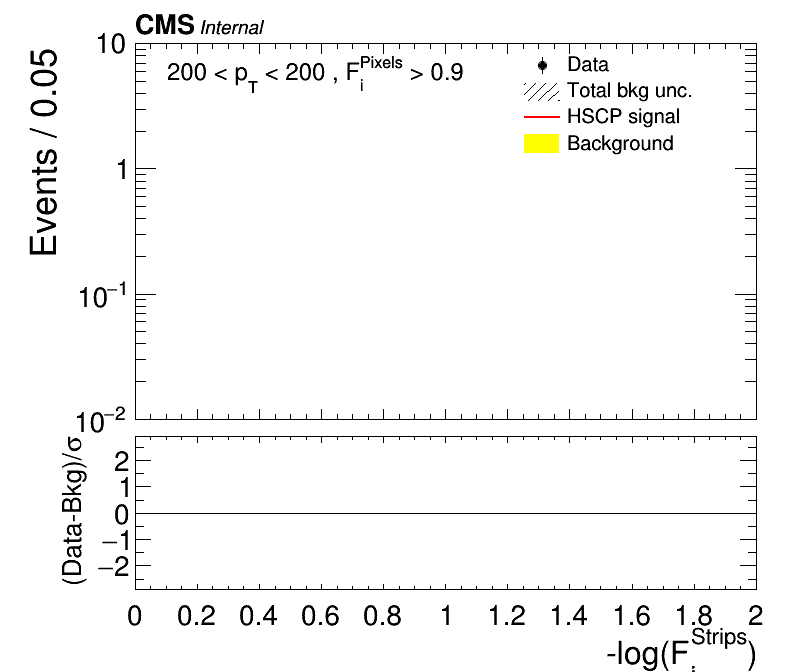 CMS Internal
10
200 < p_T < 200 , F_i^Pixels > 0.9
Data
Total bkg unc.
HSCP signal
Background
Events / 0.05
1
10^−1
10^−2
(Data-Bkg)/σ
2
1
0
−1
−2
0 0.2 0.4 0.6 0.8 1 1.2 1.4 1.6 1.8 2
-log(F_i^Strips)